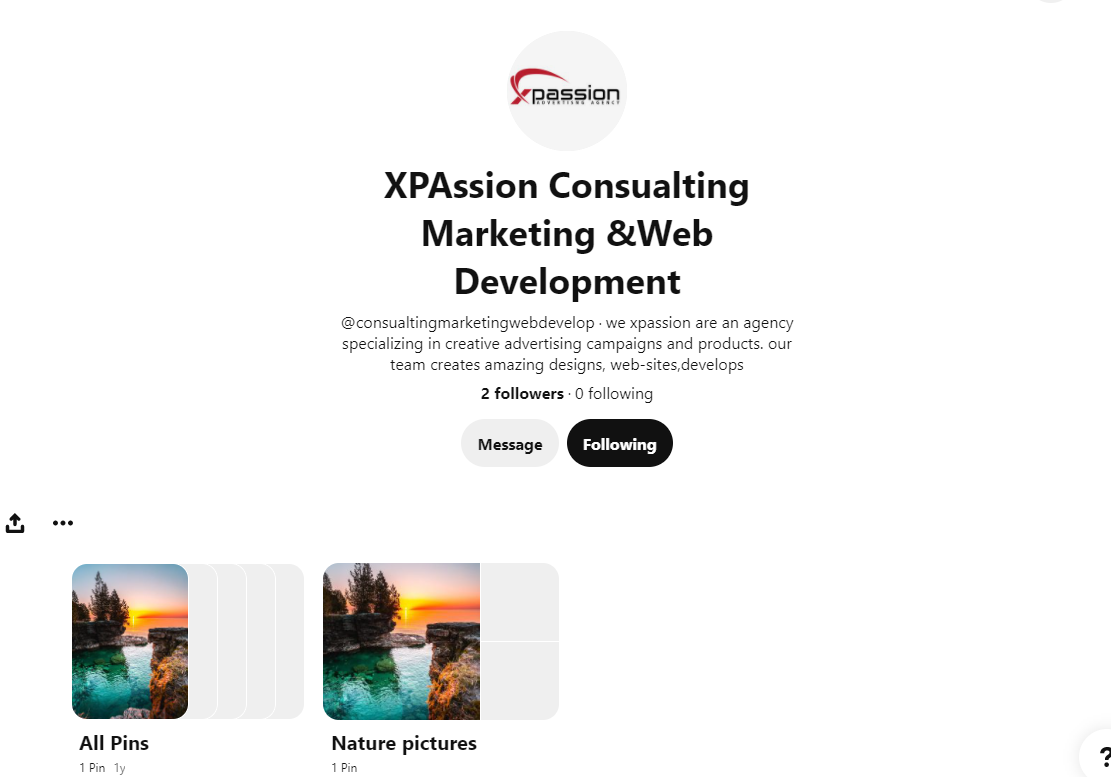 xpassion
ADVERTISNG AGENCY
XPAssion Consualting
Marketing &Web
Development
@consualtingmarketingwebdevelop · we xpassion are an agency
specializing in creative advertising campaigns and products. our
team creates amazing designs, web-sites,develops
2 followers · 0 following
Message Following
All Pins
1 Pin 1y
Nature pictures
1 Pin
?